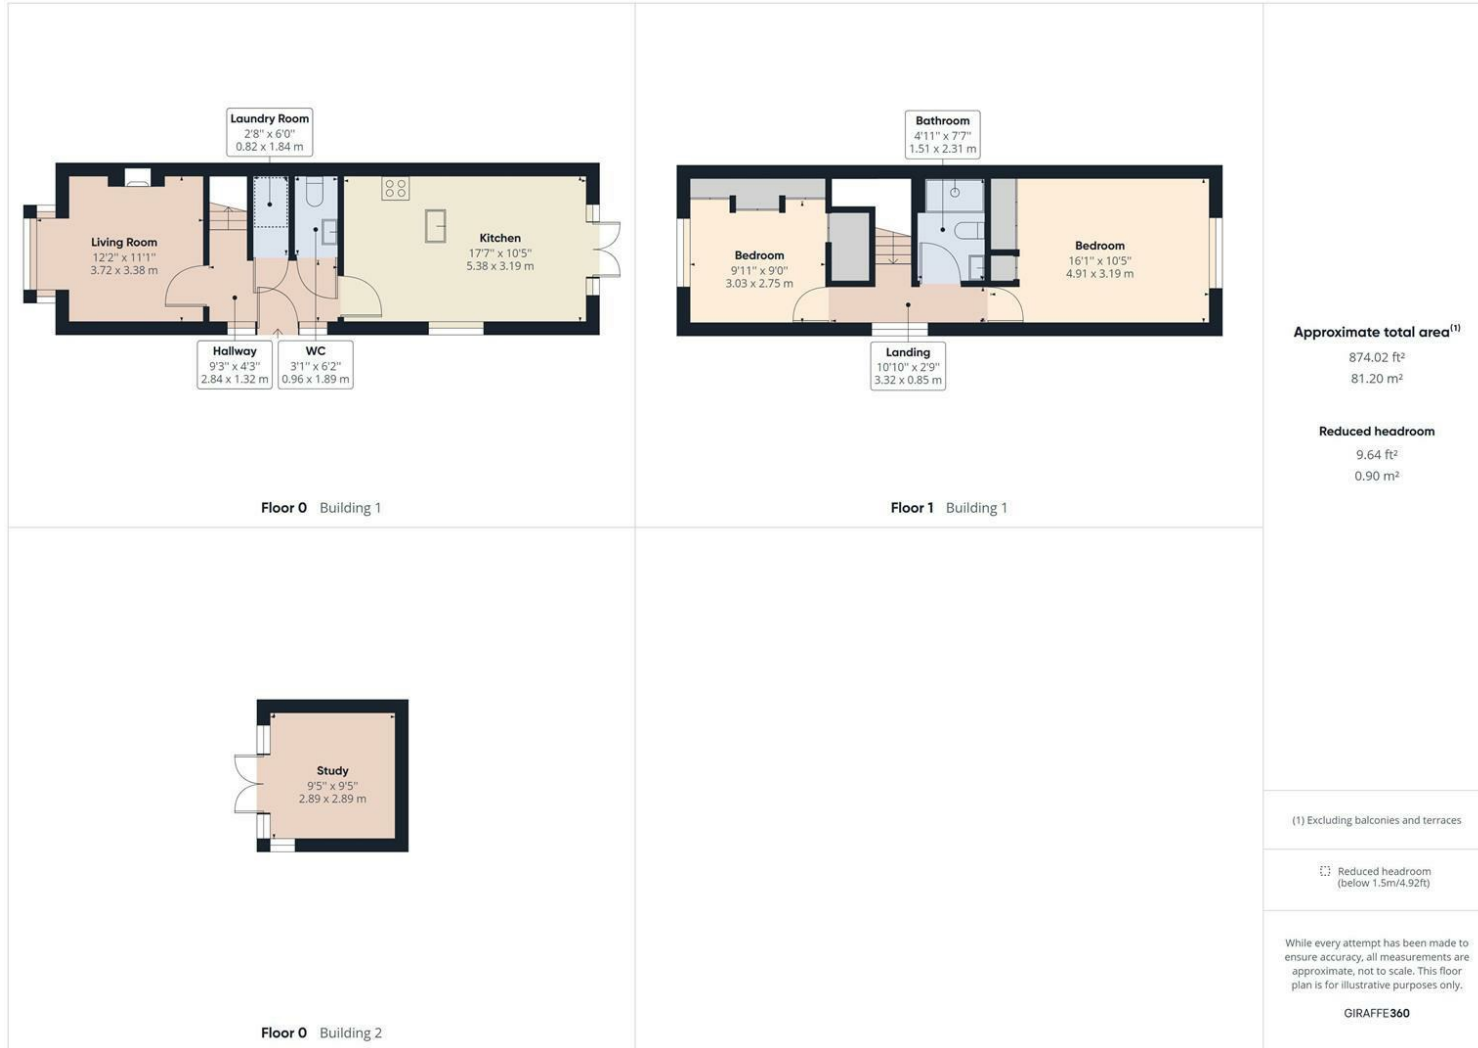 Laundry Room
2'8" x 6'0"
0.82 x 1.84 m
Living Room
12'2" x 11'1"
3.72 x 3.38 m
Kitchen
17'7" x 10'5"
5.38 x 3.19 m
Hallway
9'3" x 4'3"
2.84 x 1.32 m
WC
3'1" x 6'2"
0.96 x 1.89 m
Floor 0 Building 1
Bathroom
4'11" x 7'7"
1.51 x 2.31 m
Bedroom
9'11" x 9'0"
3.03 x 2.75 m
Bedroom
16'1" x 10'5"
4.91 x 3.19 m
Landing
10'10" x 2'9"
3.32 x 0.85 m
Floor 1 Building 1
Study
9'5" x 9'5"
2.89 x 2.89 m
Floor 0 Building 2
Approximate total area(1)
874.02 ft²
81.20 m²
Reduced headroom
9.64 ft²
0.90 m²
(1) Excluding balconies and terraces
Reduced headroom
(below 1.5m/4.92ft)
While every attempt has been made to
ensure accuracy, all measurements are
approximate, not to scale. This floor
plan is for illustrative purposes only.
GIRAFFE360